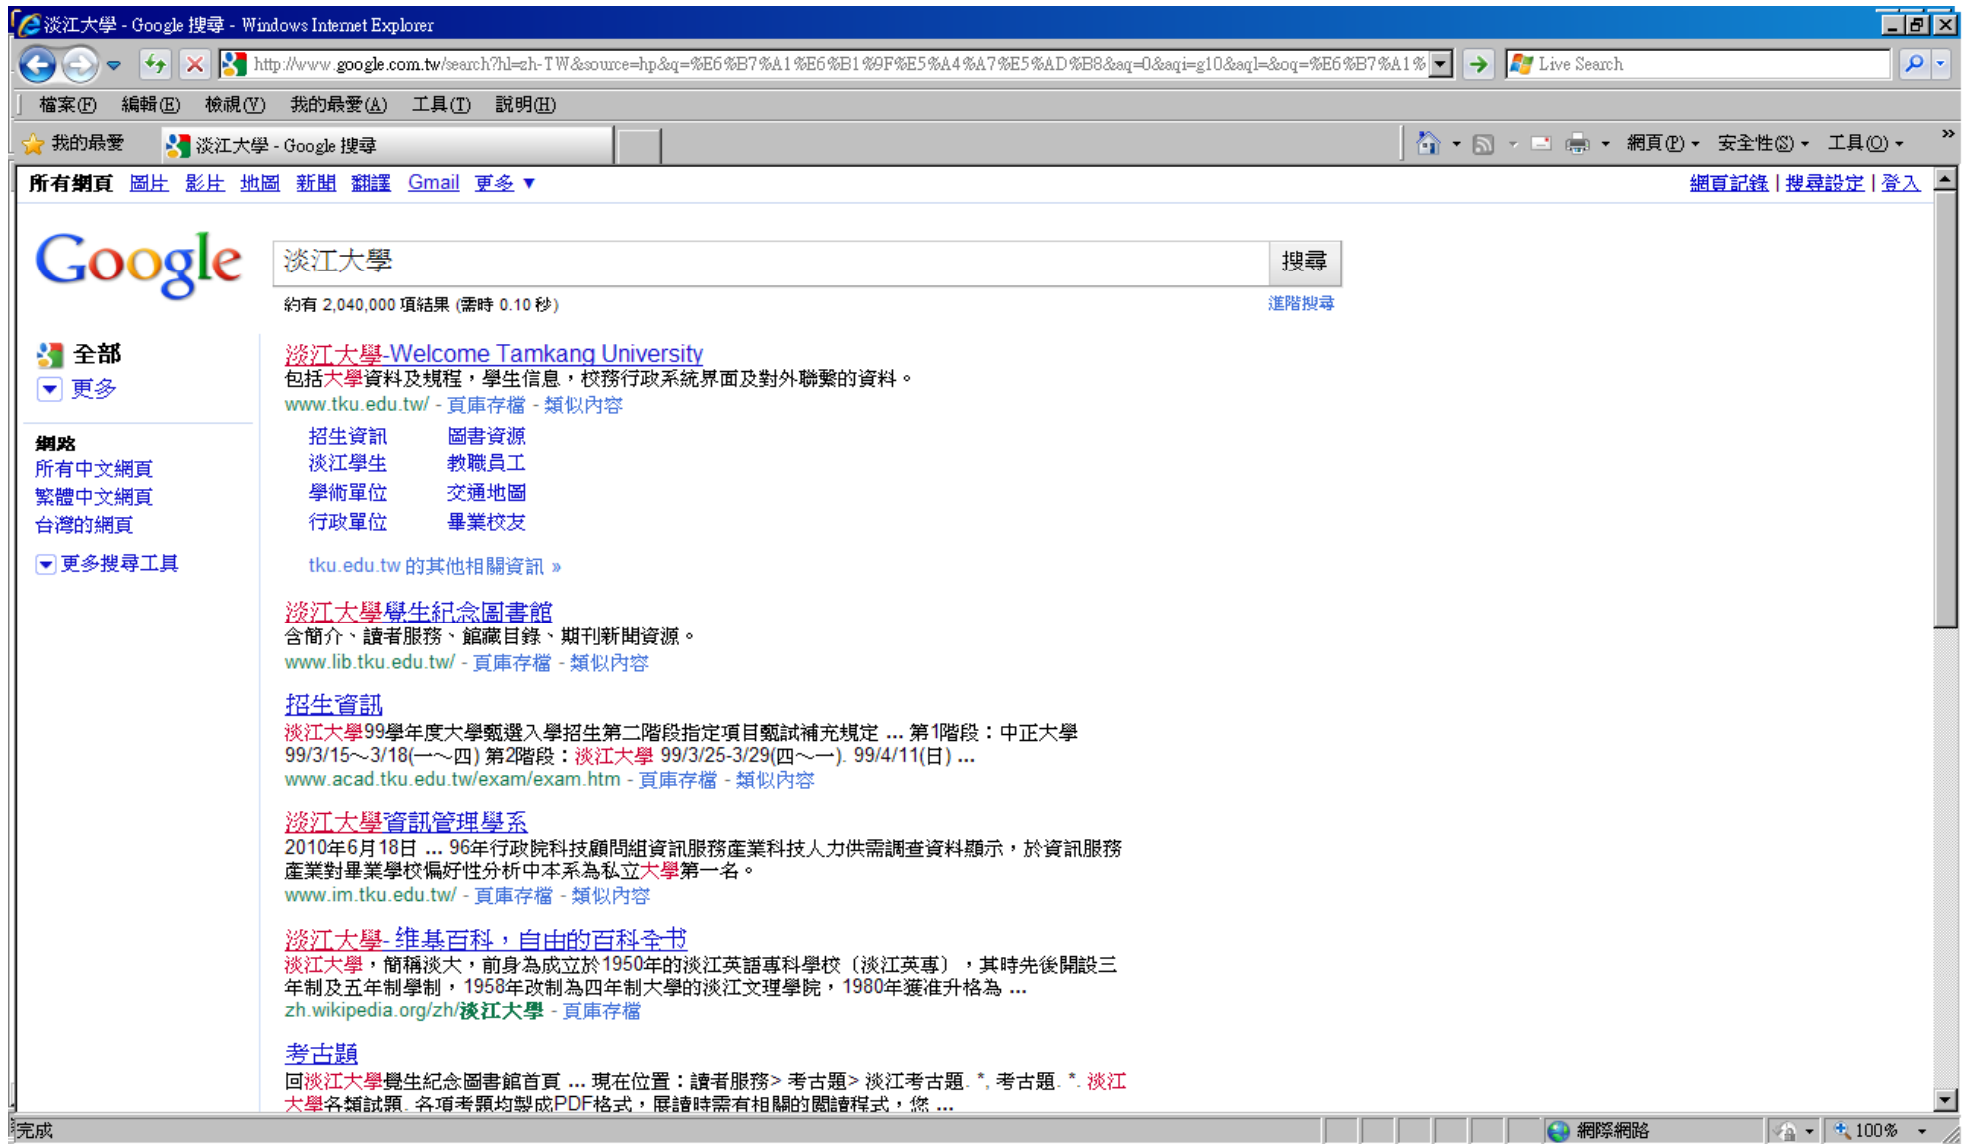 淡江大學 - Google 搜尋 - Windows Internet Explorer
http://www.google.com.tw/search?hl=zh-TW&source=hp&q=%E6%B7%A1%E6%B1%9F%E5%A4%A7%E5%AD%B8&aq=0&aqi=g10&aql=&oq=%E6%B7%A1% Live Search
檔案(F) 編輯(E) 檢視(V) 我的最愛(A) 工具(T) 說明(H)
我的最愛 淡江大學 - Google 搜尋 網頁(P) 安全性(S) 工具(O) »
所有網頁 圖片 影片 地圖 新聞 翻譯 Gmail 更多 ▼ 網頁記錄 | 搜尋設定 | 登入
Google 淡江大學 搜尋
約有 2,040,000 項結果 (需時 0.10 秒) 進階搜尋
全部
更多
網路
所有中文網頁
繁體中文網頁
台灣的網頁
更多搜尋工具
淡江大學-Welcome Tamkang University
包括大學資料及規程，學生信息，校務行政系統界面及對外聯繫的資料。
www.tku.edu.tw/ - 頁庫存檔 - 類似內容
招生資訊 圖書資源
淡江學生 教職員工
學術單位 交通地圖
行政單位 畢業校友
tku.edu.tw 的其他相關資訊 »
淡江大學覺生紀念圖書館
含簡介、讀者服務、館藏目錄、期刊新聞資源。
www.lib.tku.edu.tw/ - 頁庫存檔 - 類似內容
招生資訊
淡江大學99學年度大學甄選入學招生第二階段指定項目甄試補充規定 ... 第1階段：中正大學
99/3/15～3/18(一～四) 第2階段：淡江大學 99/3/25-3/29(四～一). 99/4/11(日) ...
www.acad.tku.edu.tw/exam/exam.htm - 頁庫存檔 - 類似內容
淡江大學資訊管理學系
2010年6月18日 ... 96年行政院科技顧問組資訊服務產業科技人力供需調查資料顯示，於資訊服務
產業對畢業學校偏好性分析中本系為私立大學第一名。
www.im.tku.edu.tw/ - 頁庫存檔 - 類似內容
淡江大學- 维基百科，自由的百科全书
淡江大學，簡稱淡大，前身為成立於1950年的淡江英語專科學校〔淡江英專〕，其時先後開設三
年制及五年制學制，1958年改制為四年制大學的淡江文理學院，1980年獲准升格為 ...
zh.wikipedia.org/zh/淡江大學 - 頁庫存檔
考古題
回淡江大學覺生紀念圖書館首頁 ... 現在位置：讀者服務> 考古題> 淡江考古題. *, 考古題. *. 淡江
大學各類試題. 各項考題均製成PDF格式，展讀時需有相關的閱讀程式，您 ...
完成 網際網路 100%